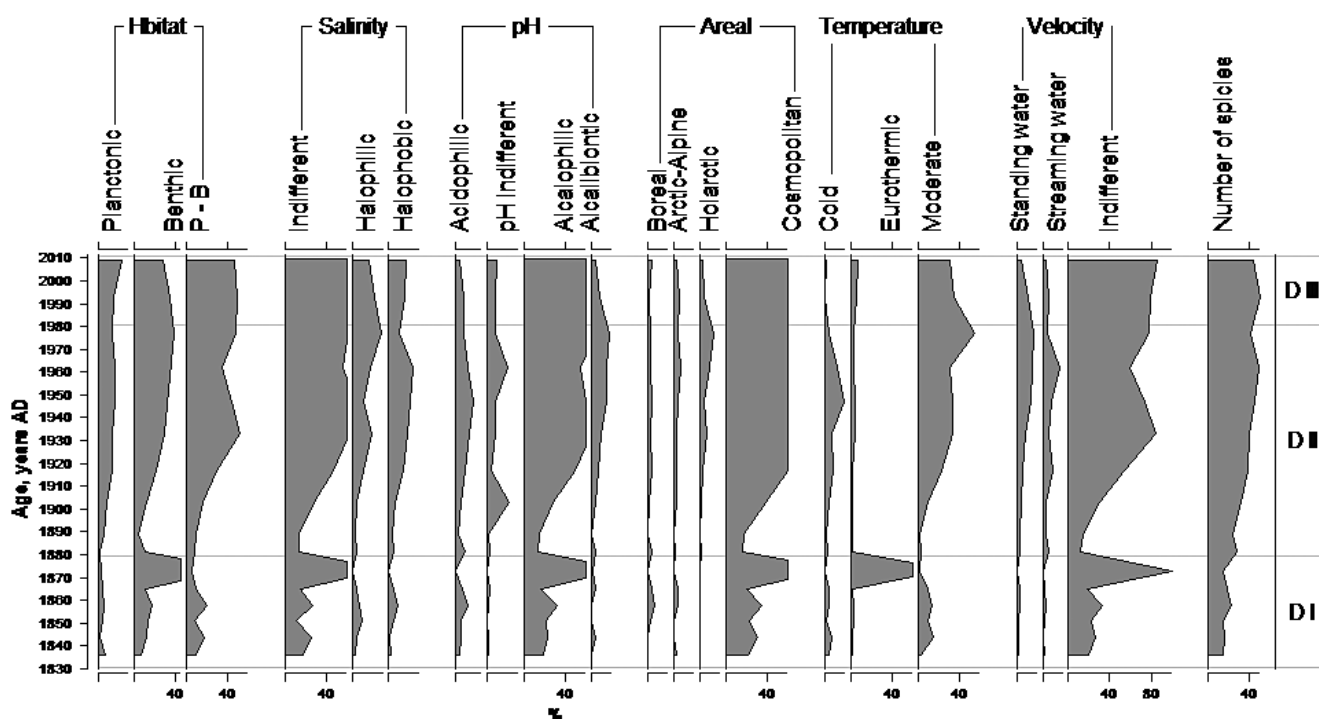 Hbitat Salinity pH Areal Temperature Velocity
Planctonic
Benthic
P - B
Indifferent
Halophilic
Halophobic
Acidophilic
pH Indifferent
Alcalophilic
Alcalibiontic
Boreal
Arctic-Alpine
Holarctic
Cosmopolitan
Cold
Eurothermic
Moderate
Standing water
Streaming water
Indifferent
Number of spicies
Age, years AD
2010
2000
1990
1980
1970
1960
1950
1940
1930
1920
1910
1900
1890
1880
1870
1860
1850
1840
1830
D III
D II
D I
40 40 40 40 40 40 40 80 40
%